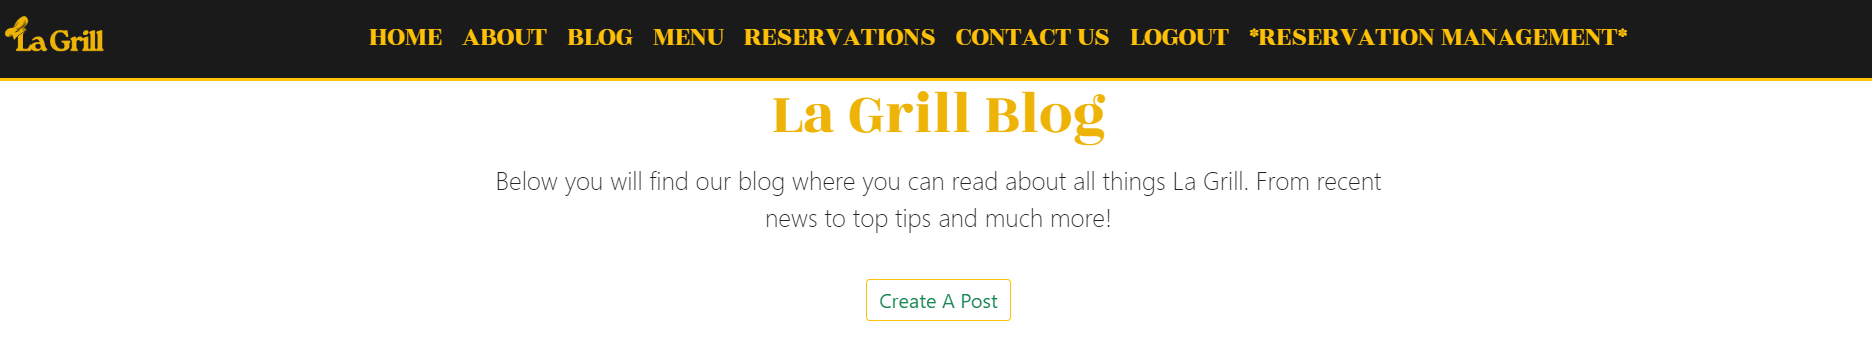 La Grill
HOME ABOUT BLOG MENU RESERVATIONS CONTACT US LOGOUT *RESERVATION MANAGEMENT*
La Grill Blog
Below you will find our blog where you can read about all things La Grill. From recent
news to top tips and much more!
Create A Post